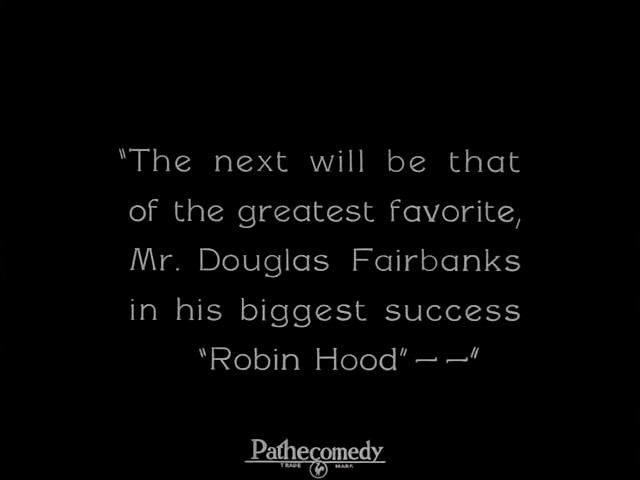 "The next will be that
of the greatest favorite,
Mr. Douglas Fairbanks
in his biggest success
"Robin Hood" — —"
Pathecomedy
TRADE MARK